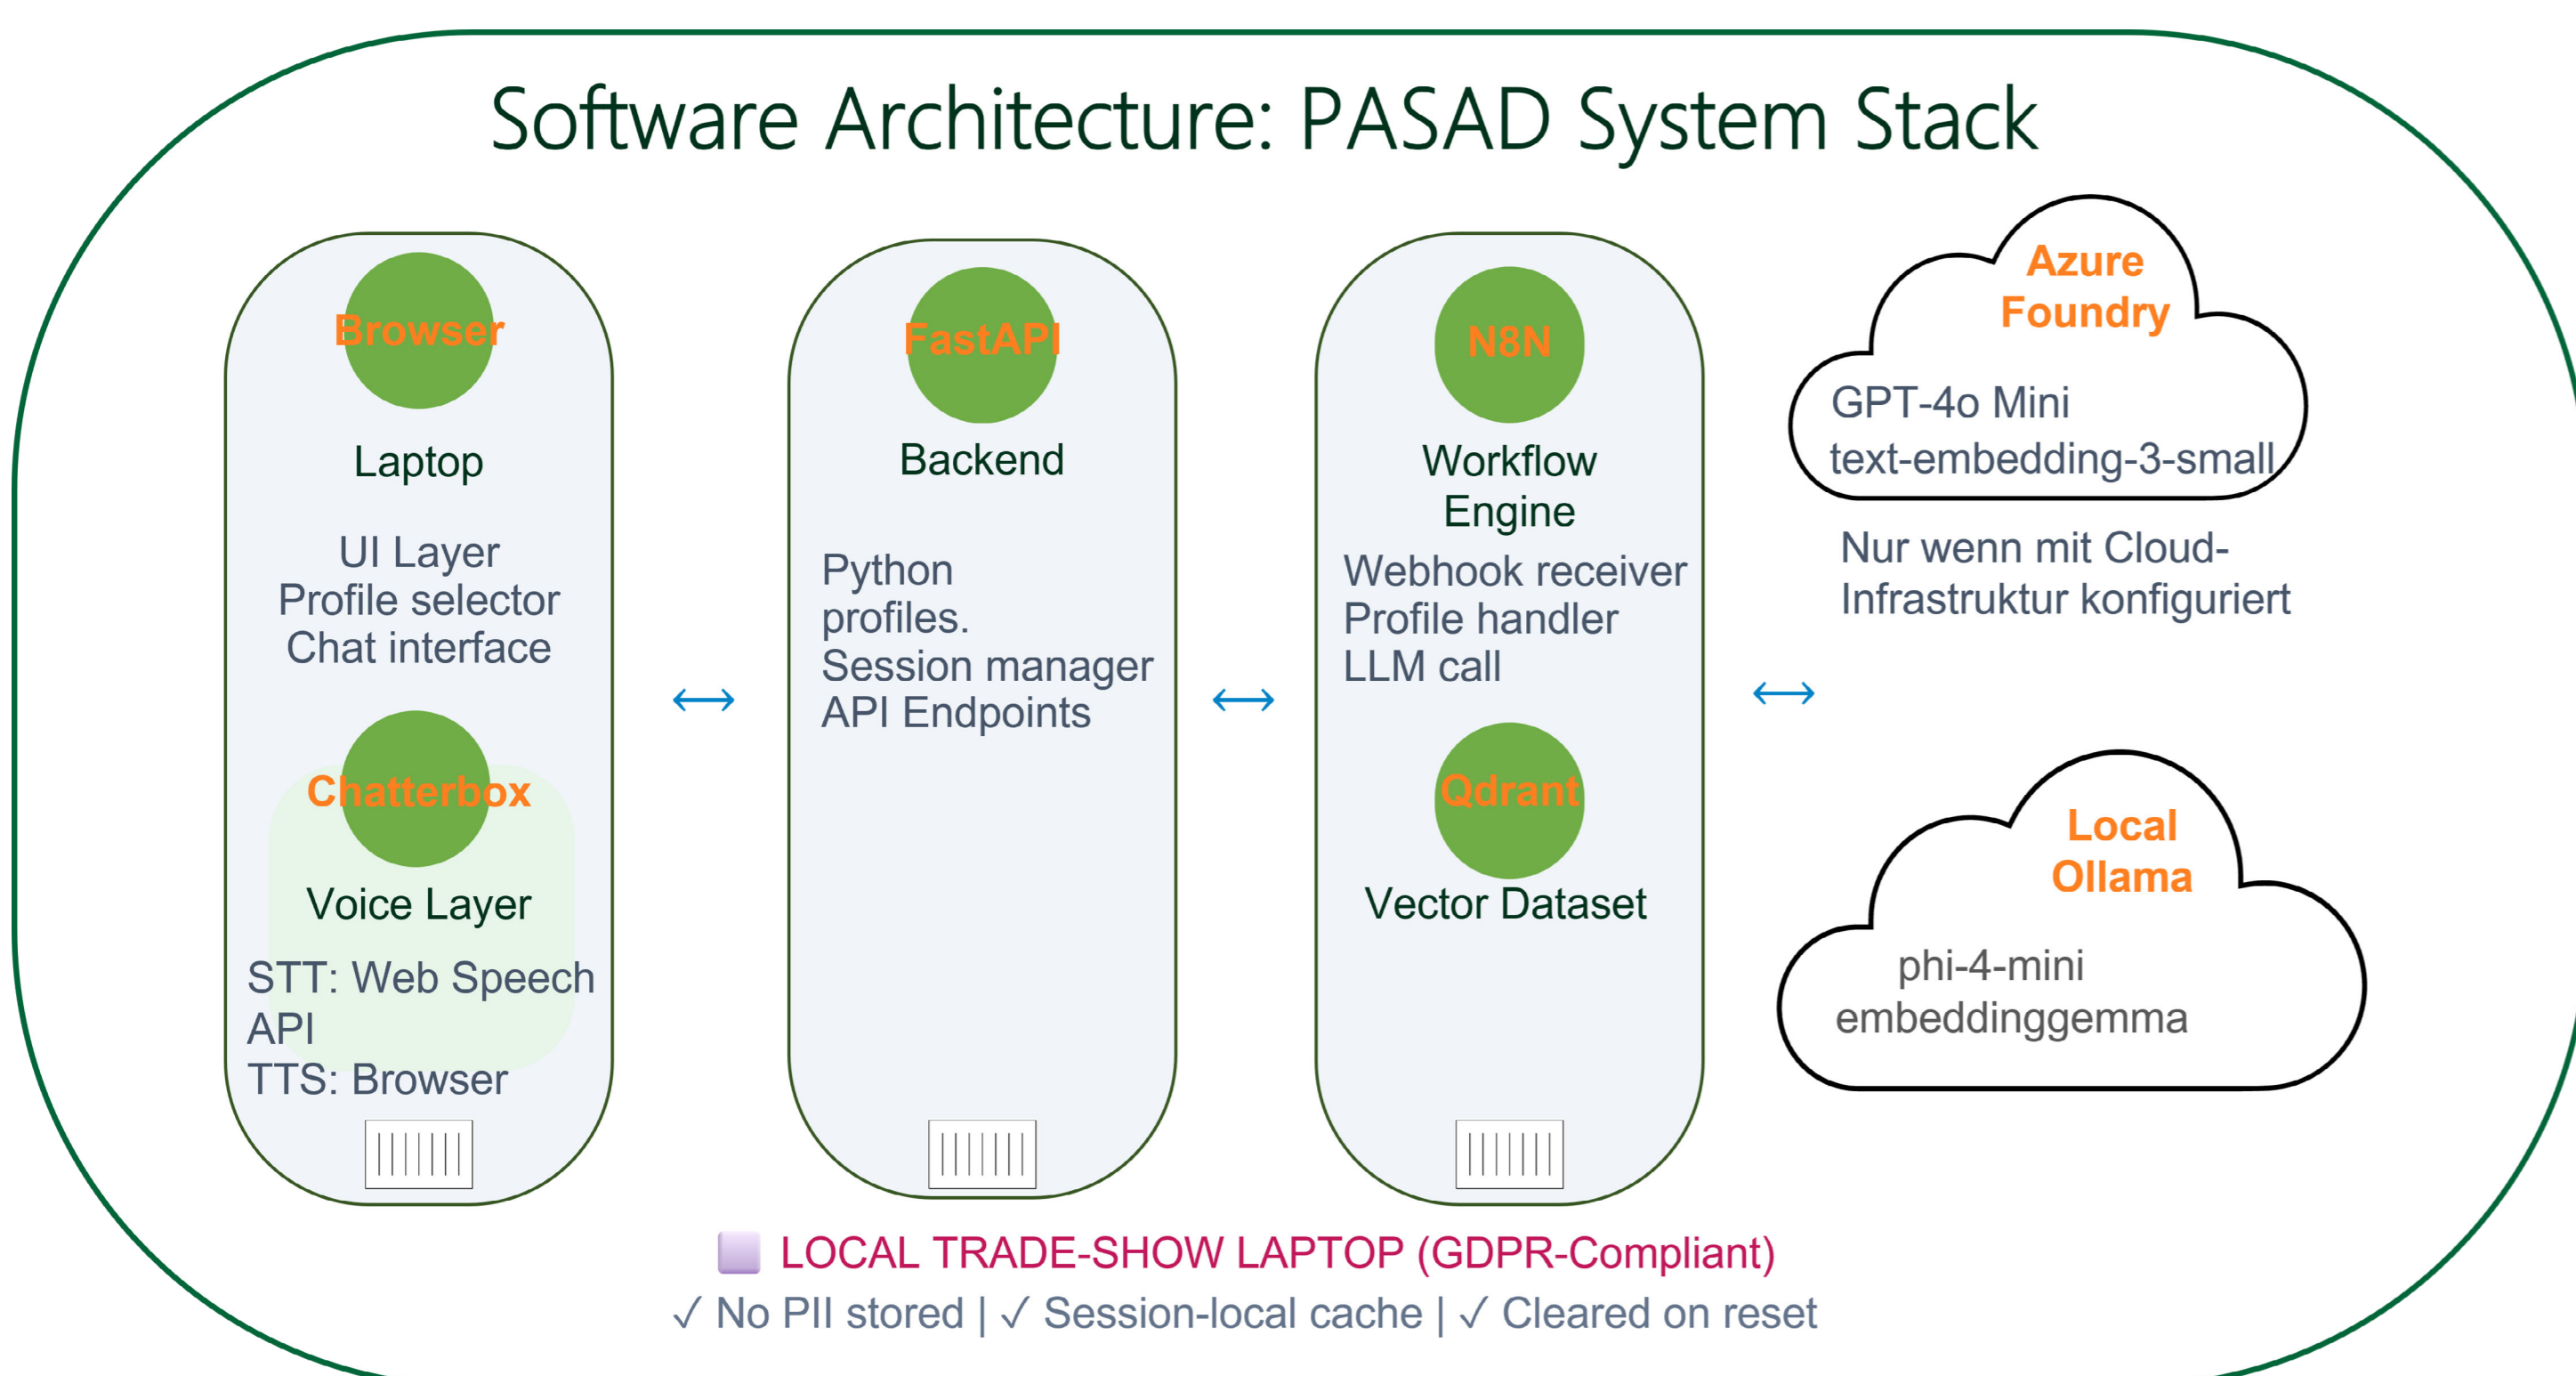 Software Architecture: PASAD System Stack
Browser
Laptop
UI Layer
Profile selector
Chat interface
Chatterbox
Voice Layer
STT: Web Speech
API
TTS: Browser
FastAPI
Backend
Python
profiles.
Session manager
API Endpoints
N8N
Workflow
Engine
Webhook receiver
Profile handler
LLM call
Qdrant
Vector Dataset
Azure
Foundry
GPT-4o Mini
text-embedding-3-small
Nur wenn mit Cloud-
Infrastruktur konfiguriert
Local
Ollama
phi-4-mini
embeddinggemma
LOCAL TRADE-SHOW LAPTOP (GDPR-Compliant)
✓ No PII stored | ✓ Session-local cache | ✓ Cleared on reset